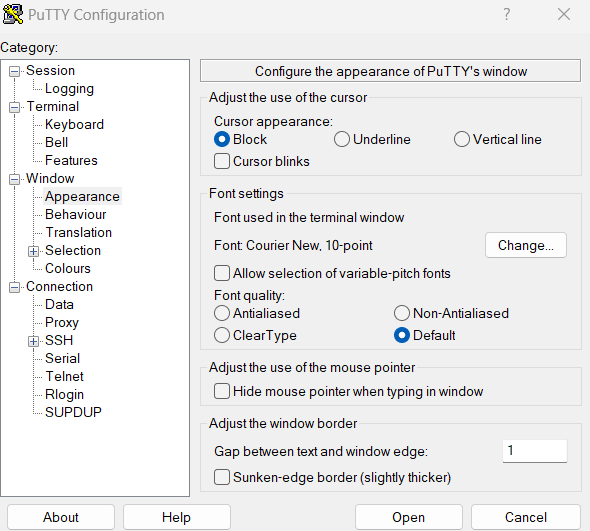 PuTTY Configuration
?
Category:
Session
Logging
Terminal
Keyboard
Bell
Features
Window
Appearance
Behaviour
Translation
Selection
Colours
Connection
Data
Proxy
SSH
Serial
Telnet
Rlogin
SUPDUP
Configure the appearance of PuTTY's window
Adjust the use of the cursor
Cursor appearance:
Block Underline Vertical line
Cursor blinks
Font settings
Font used in the terminal window
Font: Courier New, 10-point Change...
Allow selection of variable-pitch fonts
Font quality:
Antialiased Non-Antialiased
ClearType Default
Adjust the use of the mouse pointer
Hide mouse pointer when typing in window
Adjust the window border
Gap between text and window edge: 1
Sunken-edge border (slightly thicker)
About Help Open Cancel